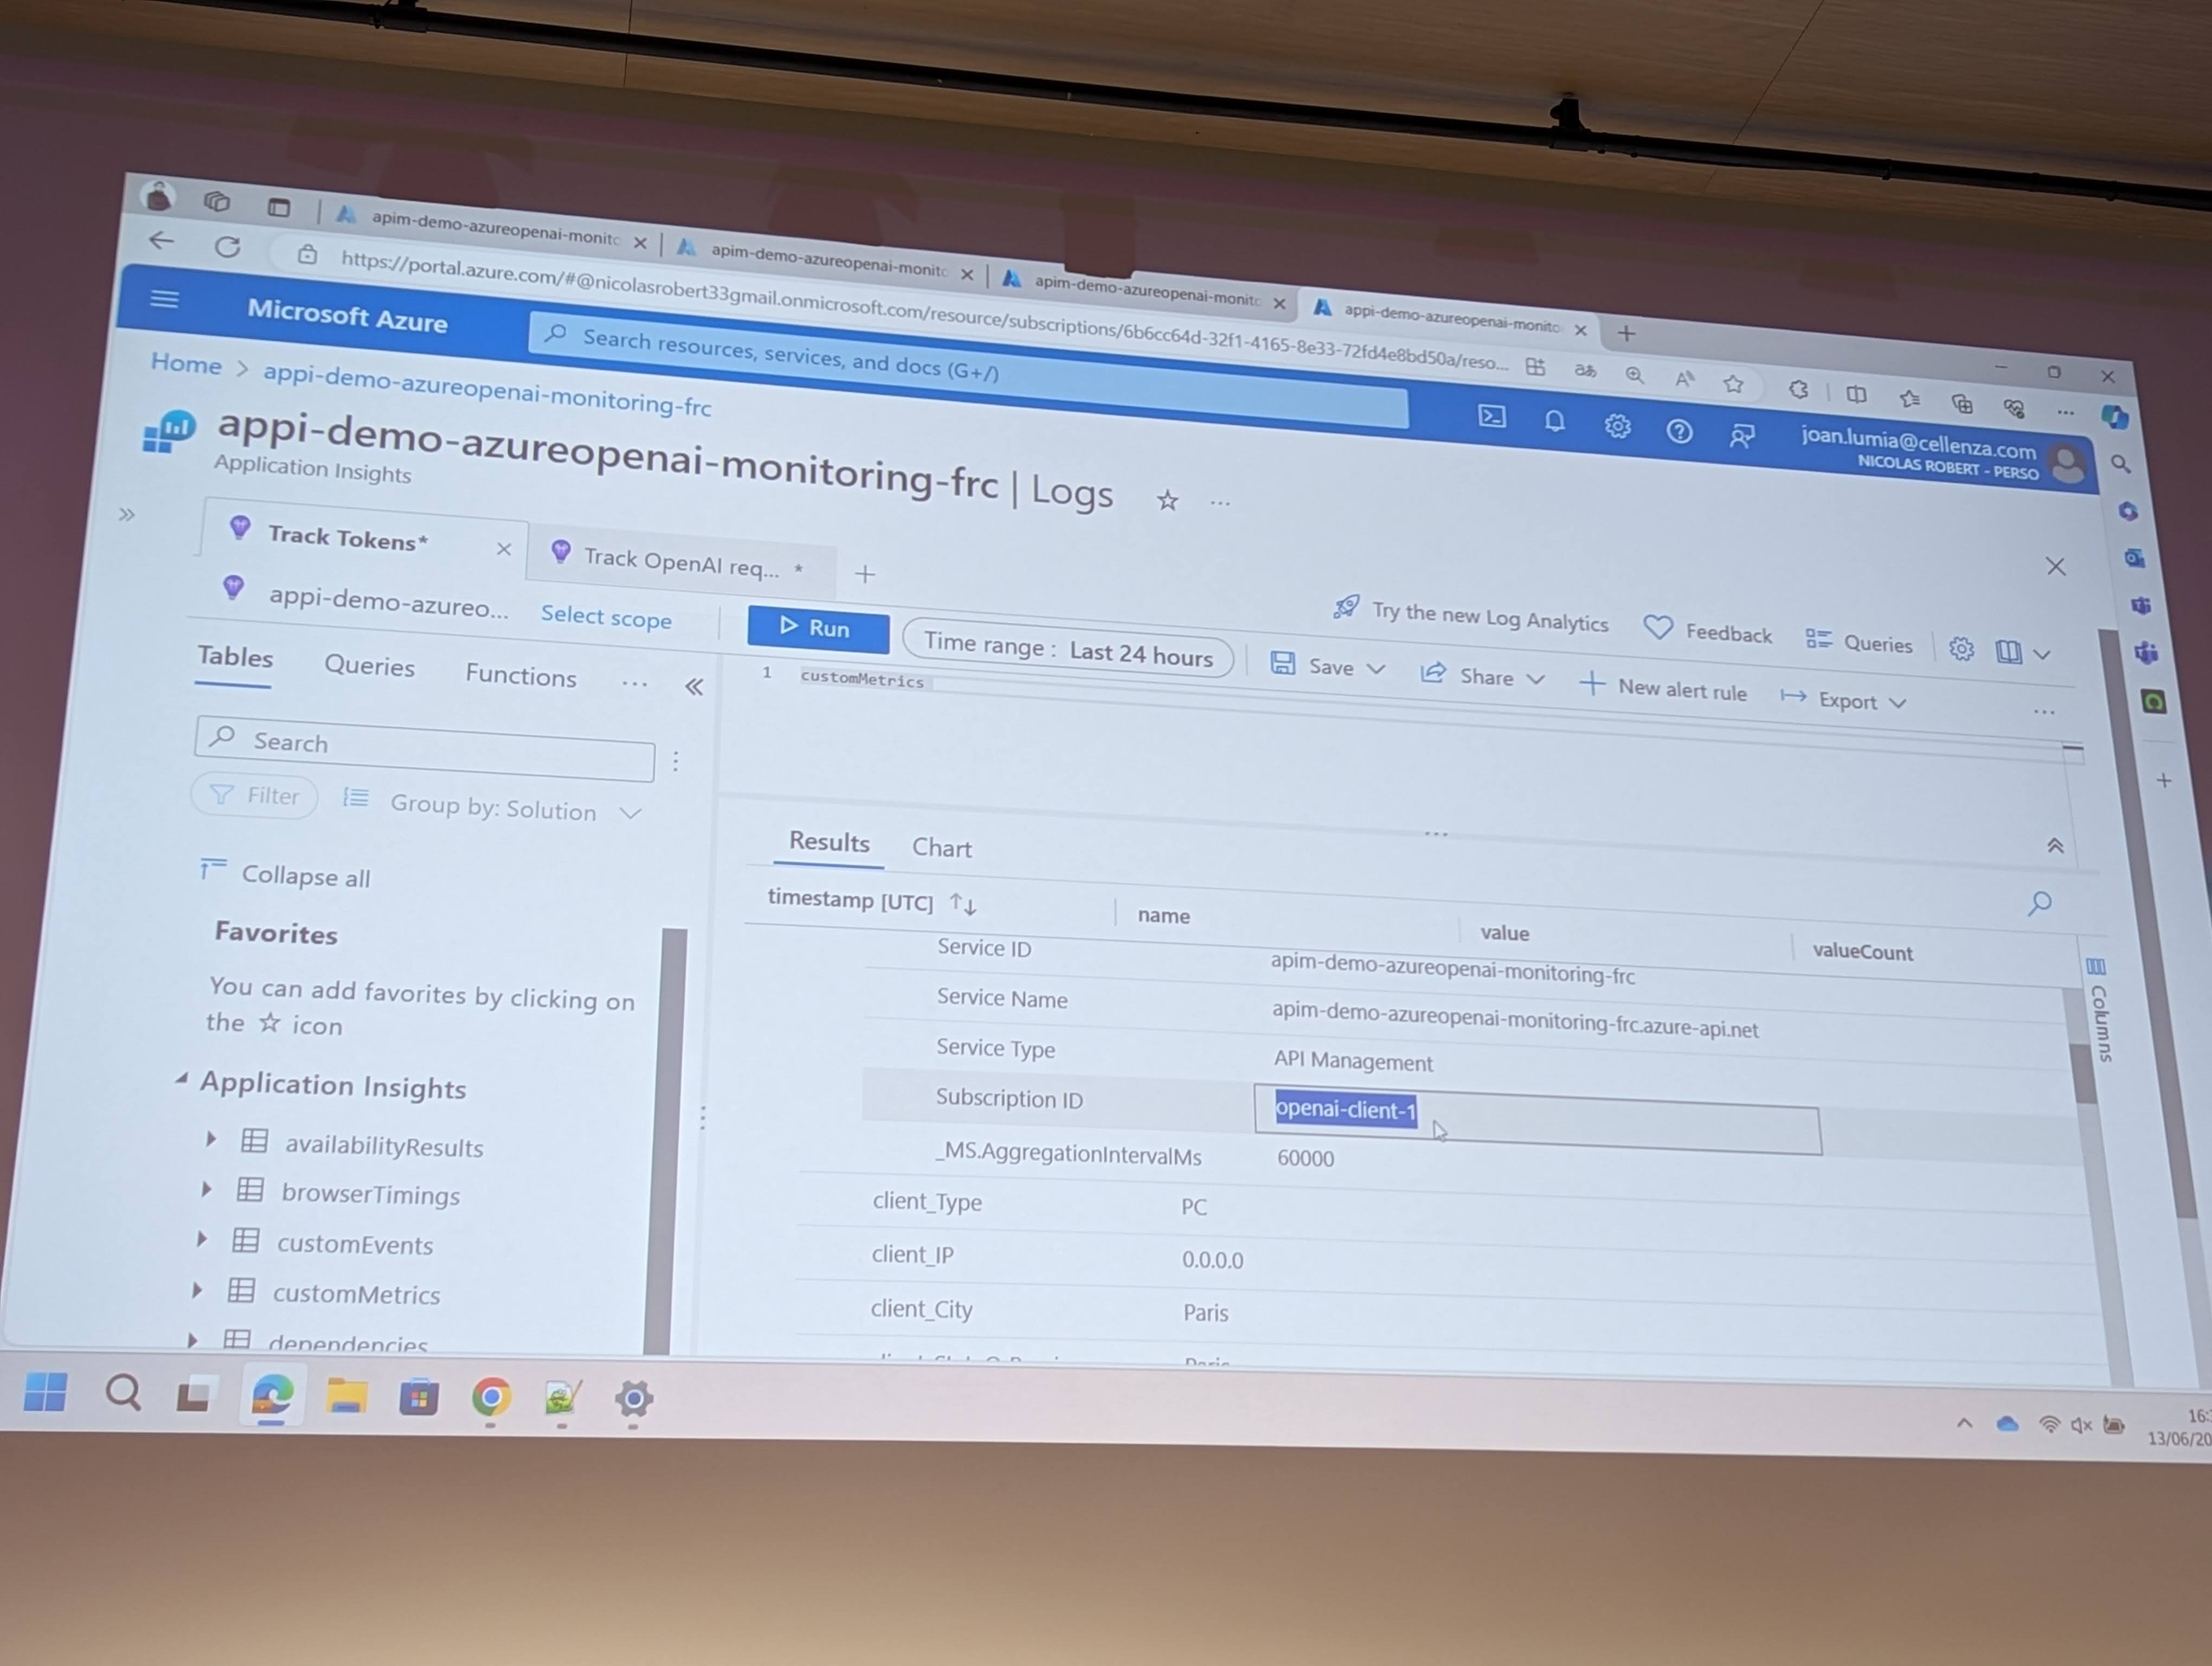 apim-demo-azureopenai-monito
apim-demo-azureopenai-monito
apim-demo-azureopenai-monito
appi-demo-azureopenai-monito
https://portal.azure.com/#@nicolasrobert33gmail.onmicrosoft.com/resource/subscriptions/6b6cc64d-32f1-4165-8e33-72fd4e8bd50a/reso...
Microsoft Azure
Search resources, services, and docs (G+/)
joan.lumia@cellenza.com
NICOLAS ROBERT - PERSO
Home > appi-demo-azureopenai-monitoring-frc
appi-demo-azureopenai-monitoring-frc | Logs
Application Insights
Track Tokens*
Track OpenAI req... *
appi-demo-azureo...
Select scope
Run
Time range : Last 24 hours
Save
Share
New alert rule
Export
Try the new Log Analytics
Feedback
Queries
Tables
Queries
Functions
1 customMetrics
Search
Filter
Group by: Solution
Collapse all
Favorites
You can add favorites by clicking on
the ☆ icon
Application Insights
availabilityResults
browserTimings
customEvents
customMetrics
dependencies
Results
Chart
timestamp [UTC] name value valueCount
Service ID apim-demo-azureopenai-monitoring-frc
Service Name apim-demo-azureopenai-monitoring-frc.azure-api.net
Service Type API Management
Subscription ID openai-client-1
_MS.AggregationIntervalMs 60000
client_Type PC
client_IP 0.0.0.0
client_City Paris
Columns
16:
13/06/20